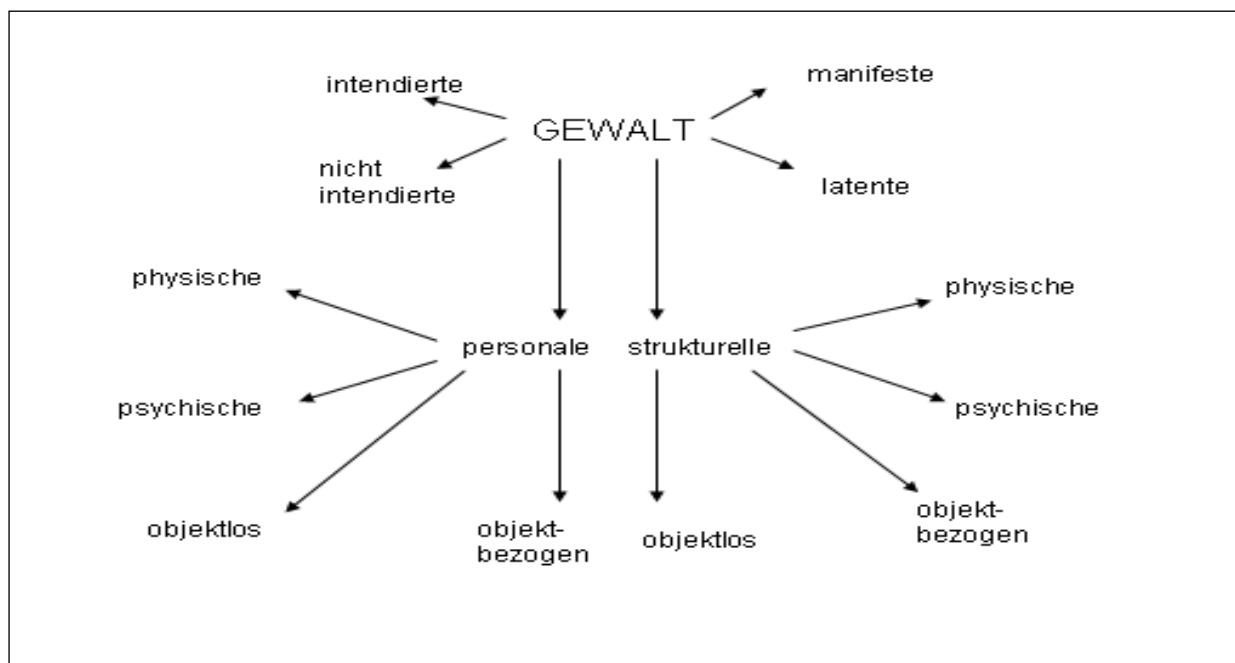 intendierte
manifeste
GEWALT
nicht
intendierte
latente
physische
physische
personale
strukturelle
psychische
psychische
objektlos
objekt-
bezogen
objektlos
objekt-
bezogen